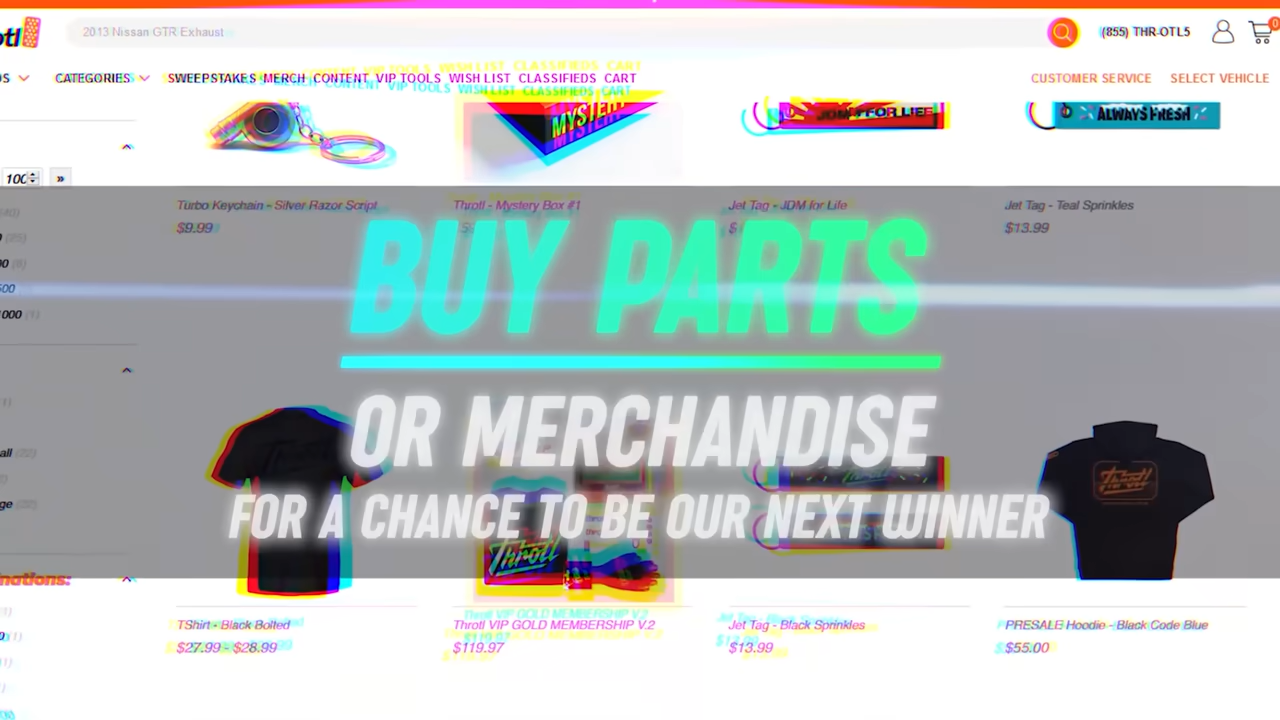 otl
2013 Nissan GTR Exhaust
(855) THR-OTL5
0
CATEGORIES
SWEEPSTAKES MERCH CONTENT VIP TOOLS WISH LIST CLASSIFIEDS CART
CUSTOMER SERVICE SELECT VEHICLE
MYSTERY
JDM FOR LIFE
ALWAYS FRESH
100
»
Turbo Keychain - Silver Razor Script
Throtl - Mystery Box #1
Jet Tag - JDM for Life
Jet Tag - Teal Sprinkles
$9.99
$13.99
BUY PARTS
OR MERCHANDISE
FOR A CHANCE TO BE OUR NEXT WINNER
Throtl
nations:
TShirt - Black Bolted
Throtl VIP GOLD MEMBERSHIP V.2
Jet Tag - Black Sprinkles
PRESALE Hoodie - Black Code Blue
$27.99 - $28.99
$119.97
$13.99
$55.00